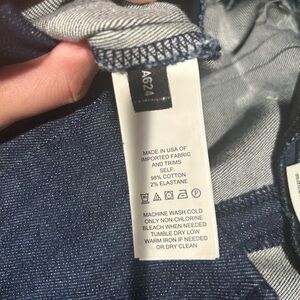 A624
MADE IN USA OF
IMPORTED FABRIC
AND TRIMS
SELF:
98% COTTON
2% ELASTANE
MACHINE WASH COLD
ONLY NON-CHLORINE
BLEACH WHEN NEEDED
TUMBLE DRY LOW
WARM IRON IF NEEDED
OR DRY CLEAN